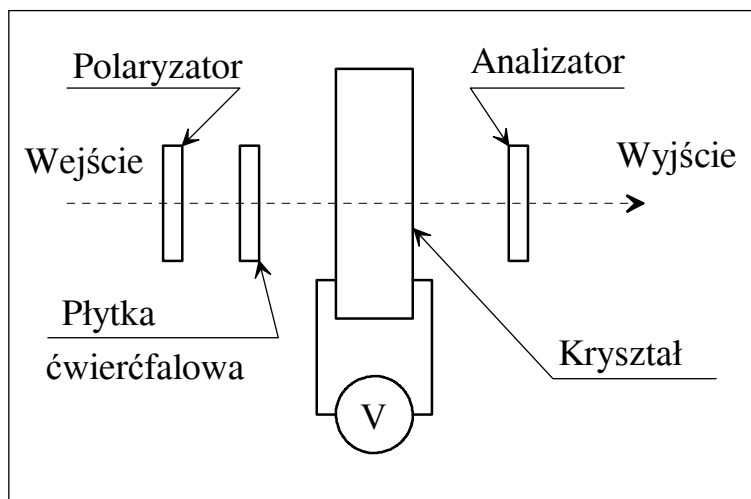 Polaryzator
Analizator
Wejście
Wyjście
Płytka
ćwierćfalowa
Kryształ
V